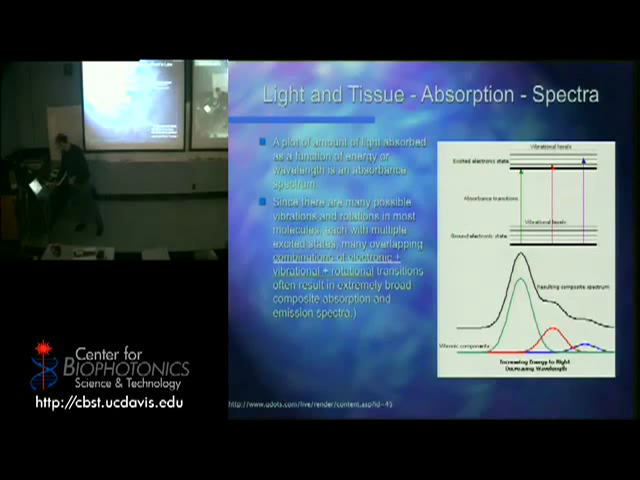 Light and Tissue - Absorption - Spectra
A plot of amount of light absorbed
as a function of energy or
wavelength is an absorbance
spectrum.
Since there are many possible
vibrations and rotations in most
molecules, each with multiple
excited states, many overlapping
combinations of electronic +
vibrational + rotational transitions
often result in extremely broad
composite absorption and
emission spectra.)
Vibrational levels
Excited electronic state
Absorbance transitions
Vibrational levels
Ground electronic state
Resulting composite spectrum
Vibronic components
Increasing Energy to Right
Decreasing Wavelength
http://www.qdots.com/live/render/content.asp?id=45
Center for
BIOPHOTONICS
Science & Technology
http://cbst.ucdavis.edu